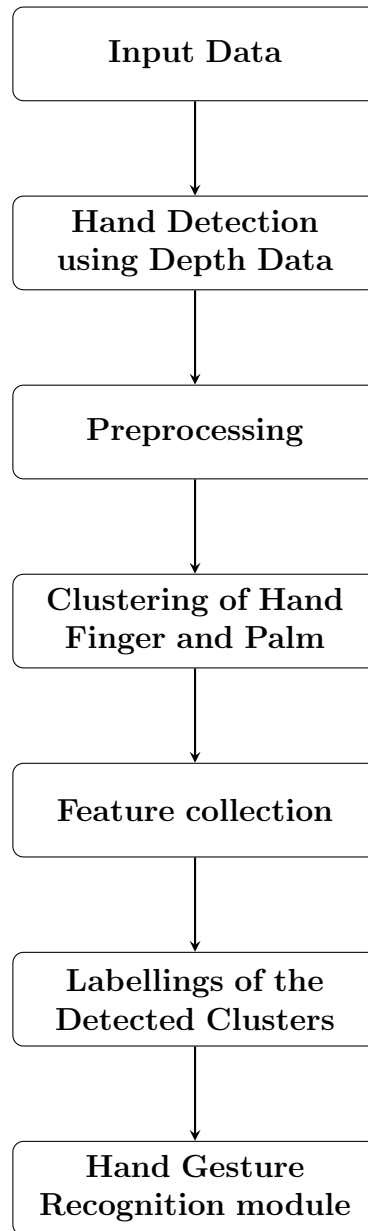 Input Data
Hand Detection
using Depth Data
Preprocessing
Clustering of Hand
Finger and Palm
Feature collection
Labellings of the
Detected Clusters
Hand Gesture
Recognition module